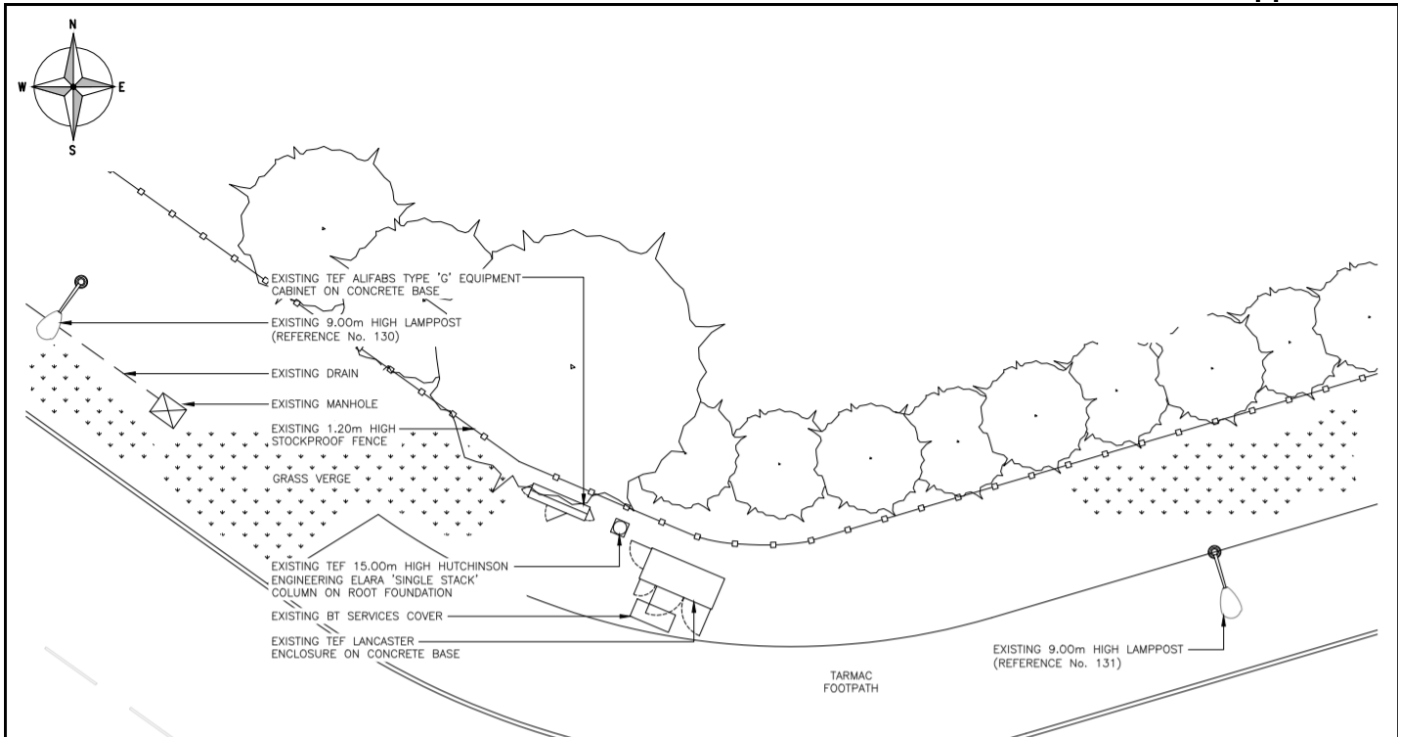 N
W E
S
EXISTING TEF ALIFABS TYPE 'G' EQUIPMENT
CABINET ON CONCRETE BASE
EXISTING 9.00m HIGH LAMPPOST
(REFERENCE No. 130)
EXISTING DRAIN
EXISTING MANHOLE
EXISTING 1.20m HIGH
STOCKPROOF FENCE
GRASS VERGE
EXISTING TEF 15.00m HIGH HUTCHINSON
ENGINEERING ELARA 'SINGLE STACK'
COLUMN ON ROOT FOUNDATION
EXISTING BT SERVICES COVER
EXISTING TEF LANCASTER
ENCLOSURE ON CONCRETE BASE
EXISTING 9.00m HIGH LAMPPOST
(REFERENCE No. 131)
TARMAC
FOOTPATH